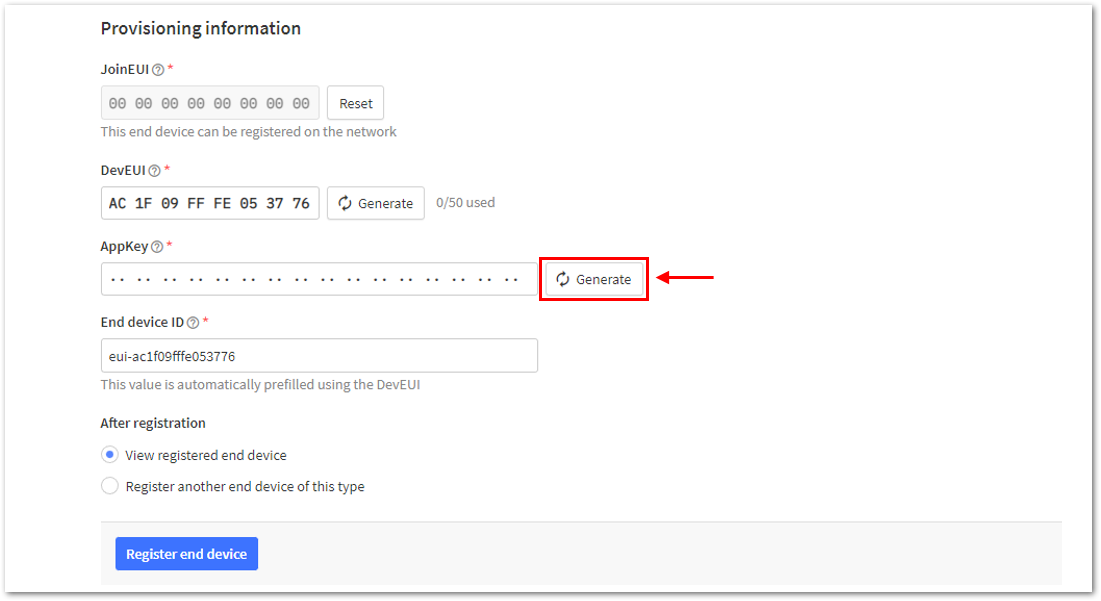 Provisioning information
JoinEUI *
00 00 00 00 00 00 00 00 Reset
This end device can be registered on the network
DevEUI *
AC 1F 09 FF FE 05 37 76 Generate 0/50 used
AppKey *
·· ·· ·· ·· ·· ·· ·· ·· ·· ·· ·· ·· ·· ·· ·· ·· Generate
End device ID *
eui-ac1f09fffe053776
This value is automatically prefilled using the DevEUI
After registration
View registered end device
Register another end device of this type
Register end device